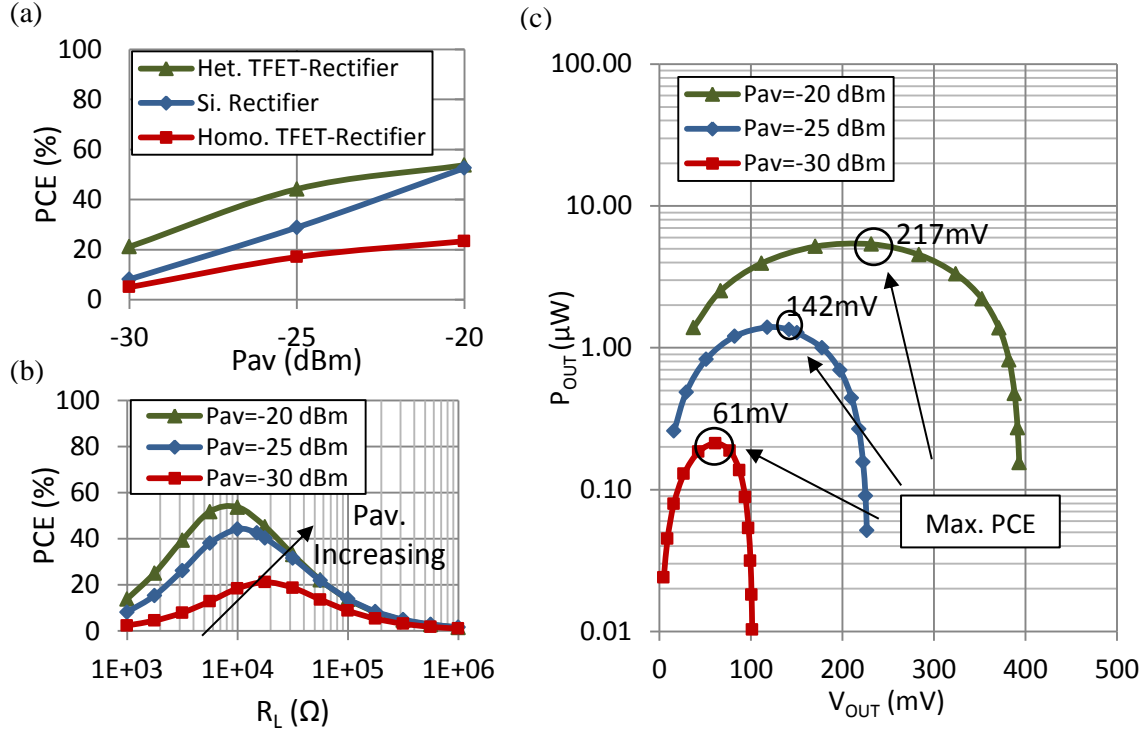 (a)
100
80
60
40
20
0
PCE (%)
Het. TFET-Rectifier
Si. Rectifier
Homo. TFET-Rectifier
-30
-25
-20
Pav (dBm)
(b)
100
80
60
40
20
0
PCE (%)
Pav=-20 dBm
Pav=-25 dBm
Pav=-30 dBm
Pav.
Increasing
1E+03
1E+04
1E+05
1E+06
R_L (Ω)
(c)
100.00
10.00
1.00
0.10
0.01
P_OUT (μW)
Pav=-20 dBm
Pav=-25 dBm
Pav=-30 dBm
217mV
142mV
61mV
Max. PCE
0
100
200
300
400
500
V_OUT (mV)